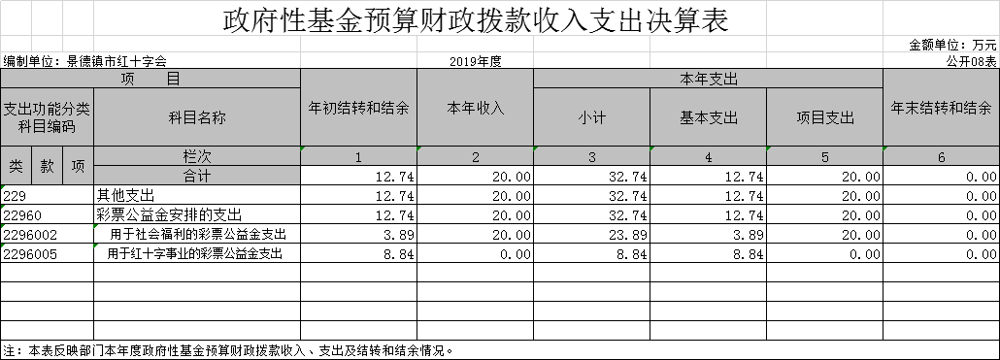 政府性基金预算财政拨款收入支出决算表
金额单位：万元
编制单位：景德镇市红十字会 2019年度 公开08表
项 目 年初结转和结余 本年收入 本年支出 年末结转和结余
支出功能分类科目编码 科目名称 小计 基本支出 项目支出
类 款 项 栏次 1 2 3 4 5 6
合计 12.74 20.00 32.74 12.74 20.00 0.00
229 其他支出 12.74 20.00 32.74 12.74 20.00 0.00
22960 彩票公益金安排的支出 12.74 20.00 32.74 12.74 20.00 0.00
2296002 用于社会福利的彩票公益金支出 3.89 20.00 23.89 3.89 20.00 0.00
2296005 用于红十字事业的彩票公益金支出 8.84 0.00 8.84 8.84 0.00 0.00
注：本表反映部门本年度政府性基金预算财政拨款收入、支出及结转和结余情况。